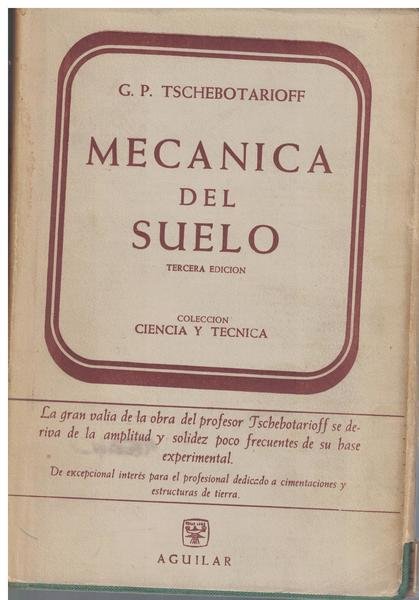 G. P. TSCHEBOTARIOFF
MECANICA
DEL
SUELO
TERCERA EDICION
COLECCION
CIENCIA Y TECNICA
La gran valía de la obra del profesor Tschebotarioff se de-
riva de la amplitud y solidez poco frecuentes de su base
experimental.
De excepcional interés para el profesional dedicado a cimentaciones y
estructuras de tierra.
AGUILAR